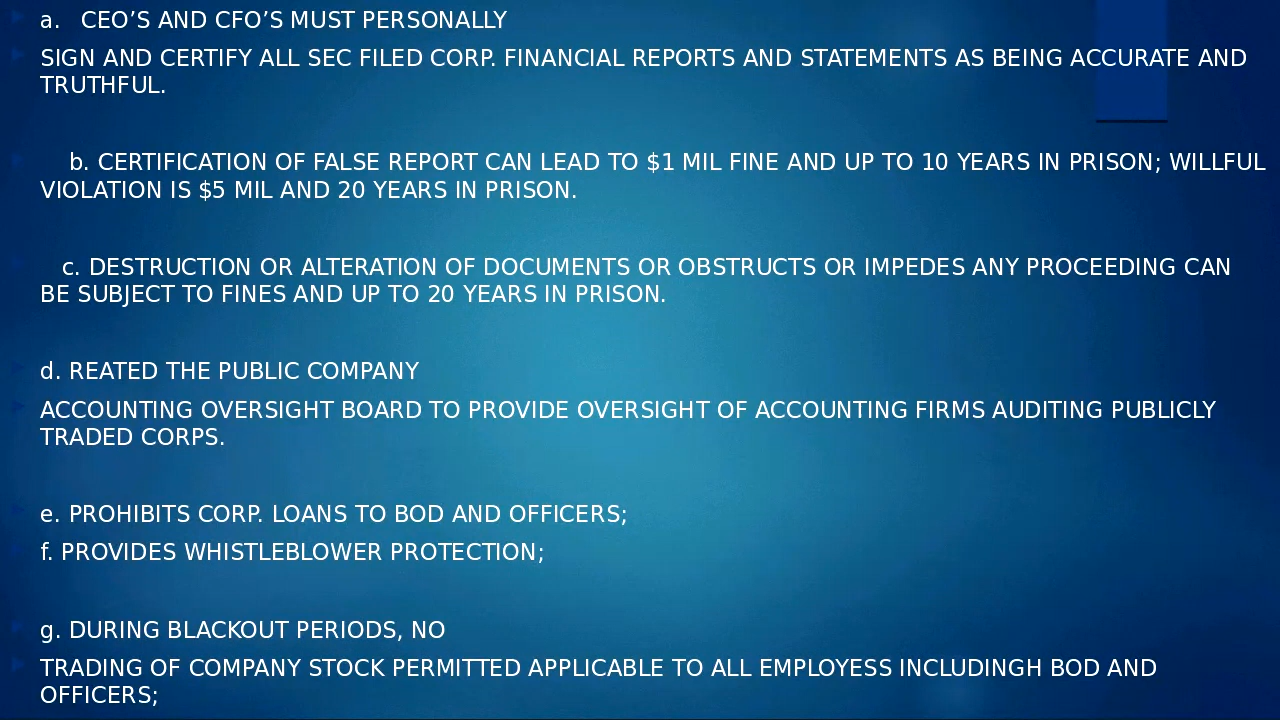 a. CEO’S AND CFO’S MUST PERSONALLY
SIGN AND CERTIFY ALL SEC FILED CORP. FINANCIAL REPORTS AND STATEMENTS AS BEING ACCURATE AND
TRUTHFUL.
b. CERTIFICATION OF FALSE REPORT CAN LEAD TO $1 MIL FINE AND UP TO 10 YEARS IN PRISON; WILLFUL
VIOLATION IS $5 MIL AND 20 YEARS IN PRISON.
c. DESTRUCTION OR ALTERATION OF DOCUMENTS OR OBSTRUCTS OR IMPEDES ANY PROCEEDING CAN
BE SUBJECT TO FINES AND UP TO 20 YEARS IN PRISON.
d. REATED THE PUBLIC COMPANY
ACCOUNTING OVERSIGHT BOARD TO PROVIDE OVERSIGHT OF ACCOUNTING FIRMS AUDITING PUBLICLY
TRADED CORPS.
e. PROHIBITS CORP. LOANS TO BOD AND OFFICERS;
f. PROVIDES WHISTLEBLOWER PROTECTION;
g. DURING BLACKOUT PERIODS, NO
TRADING OF COMPANY STOCK PERMITTED APPLICABLE TO ALL EMPLOYESS INCLUDINGH BOD AND
OFFICERS;